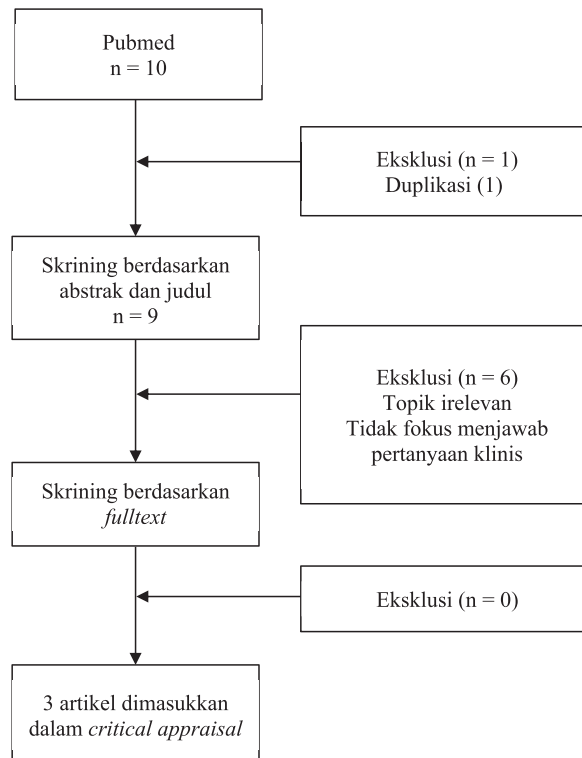 Pubmed
n = 10
Eksklusi (n = 1)
Duplikasi (1)
Skrining berdasarkan
abstrak dan judul
n = 9
Eksklusi (n = 6)
Topik irelevan
Tidak fokus menjawab
pertanyaan klinis
Skrining berdasarkan
fulltext
Eksklusi (n = 0)
3 artikel dimasukkan
dalam critical appraisal